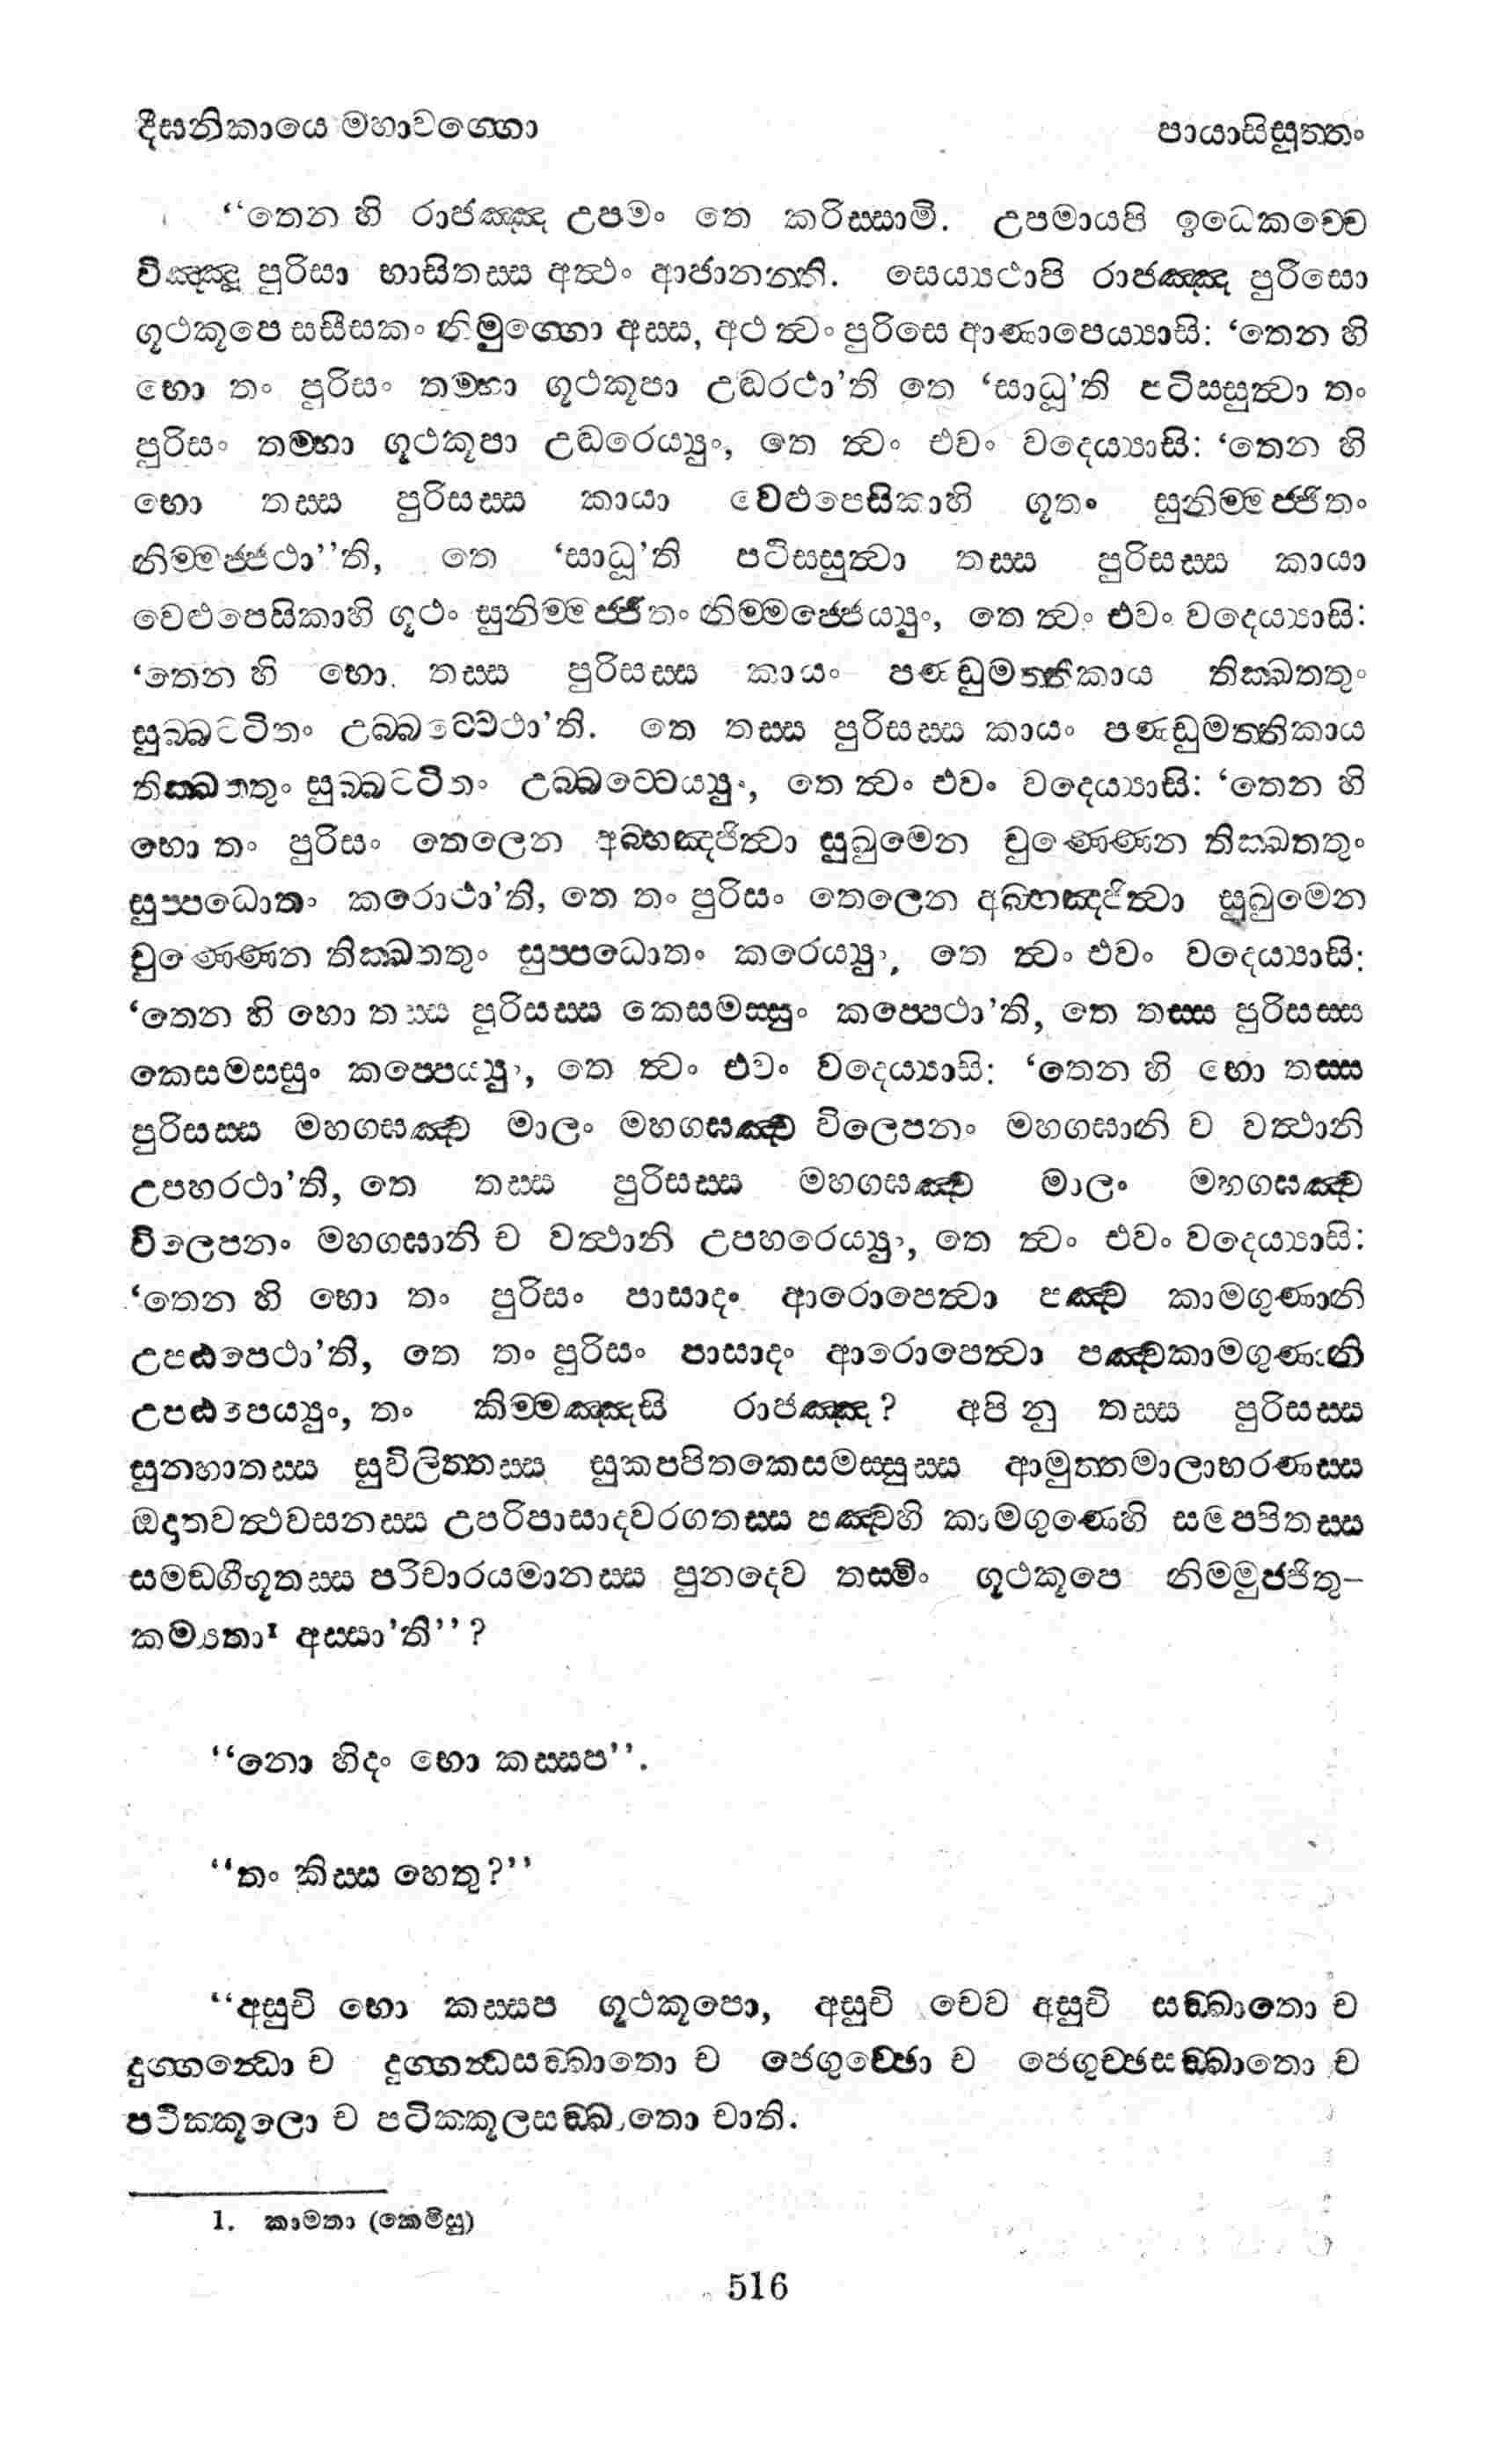 දීඝනිකායෙ මහාවග්ගො
පායාසිසුත්තං
‘‘තෙන හි රාජඤ්ඤ උපමං තෙ කරිස්සාමි. උපමායපි ඉධෙකච්චෙ
විඤ්ඤූ පුරිසා භාසිතස්ස අත්ථං ආජානන්ති. සෙය්‍යථාපි රාජඤ්ඤ පුරිසො
ගූථකූපෙ සසීසකං නිමුග්ගො අස්ස, අථ ත්වං පුරිසෙ ආණාපෙය්‍යාසි: ‘තෙන හි
භො තං පුරිසං තම්හා ගූථකූපා උද්ධරථා’ති තෙ ‘සාධූ’ති පටිස්සුත්වා තං
පුරිසං තම්හා ගූථකූපා උද්ධරෙය්‍යුං, තෙ ත්වං එවං වදෙය්‍යාසි: ‘තෙන හි
භො තස්ස පුරිසස්ස කායා වෙළුපෙසිකාහි ගූතං සුනිම්මජ්ජිතං
නිම්මජ්ජථා’’ති, තෙ ‘සාධූ’ති පටිස්සුත්වා තස්ස පුරිසස්ස කායා
වෙළුපෙසිකාහි ගූථං සුනිම්මජ්ජිතං නිම්මජ්ජෙය්‍යුං, තෙ ත්වං එවං වදෙය්‍යාසි:
‘තෙන හි භො තස්ස පුරිසස්ස කායං පණ්ඩුමත්තිකාය තික්ඛත්තුං
සුබ්බට්ටිතං උබ්බට්ටෙථා’ති. තෙ තස්ස පුරිසස්ස කායං පණ්ඩුමත්තිකාය
තික්ඛත්තුං සුබ්බට්ටිතං උබ්බට්ටෙය්‍යුං, තෙ ත්වං එවං වදෙය්‍යාසි: ‘තෙන හි
භො තං පුරිසං තෙලෙන අබ්භඤ්ජිත්වා සුඛුමෙන චුණ්ණෙන තික්ඛත්තුං
සුප්පධොතං කරොථා’ති, තෙ තං පුරිසං තෙලෙන අබ්භඤ්ජිත්වා සුඛුමෙන
චුණ්ණෙන තික්ඛත්තුං සුප්පධොතං කරෙය්‍යුං, තෙ ත්වං එවං වදෙය්‍යාසි:
‘තෙන හි හො තස්ස පුරිසස්ස කෙසමස්සුං කප්පෙථා’ති, තෙ තස්ස පුරිසස්ස
කෙසමස්සුං කප්පෙය්‍යුං, තෙ ත්වං එවං වදෙය්‍යාසි: ‘තෙන හි භො තස්ස
පුරිසස්ස මහග්ඝඤ්ච මාලං මහග්ඝඤ්ච විලෙපනං මහග්ඝානි ච වත්ථානි
උපහරථා’ති, තෙ තස්ස පුරිසස්ස මහග්ඝඤ්ච මාලං මහග්ඝඤ්ච
විලෙපනං මහග්ඝානි ච වත්ථානි උපහරෙය්‍යුං, තෙ ත්වං එවං වදෙය්‍යාසි:
‘තෙන හි භො තං පුරිසං පාසාදං ආරොපෙත්වා පඤ්ච කාමගුණානි
උපට්ඨපෙථා’ති, තෙ තං පුරිසං පාසාදං ආරොපෙත්වා පඤ්චකාමගුණානි
උපට්ඨපෙය්‍යුං, තං කිම්මඤ්ඤසි රාජඤ්ඤ? අපි නු තස්ස පුරිසස්ස
සුනහාතස්ස සුවිලිත්තස්ස සුකප්පිතකෙසමස්සුස්ස ආමුත්තමාලාභරණස්ස
ඔදාතවත්ථවසනස්ස උපරිපාසාදවරගතස්ස පඤ්චහි කාමගුණෙහි සමප්පිතස්ස
සමඞ්ගීභූතස්ස පරිචාරයමානස්ස පුනදෙව තස්මිං ගූථකූපෙ නිම්මුජ්ජිතු-
කම්‍යතා¹ අස්සා’ති’’?
‘‘නො හිදං භො කස්සප’’.
‘‘තං කිස්ස හෙතු?’’
‘‘අසුචි භො කස්සප ගූථකූපො, අසුචි චෙව අසුචි සඞ්ඛාතො ච
දුග්ගන්ධො ච දුග්ගන්ධසඞ්ඛාතො ච ජෙගුච්ඡො ච ජෙගුච්ඡසඞ්ඛාතො ච
පටික්කූලො ච පටික්කූලසඞ්ඛාතො චාති.
1. කාමතා (කෙම්සු)
516